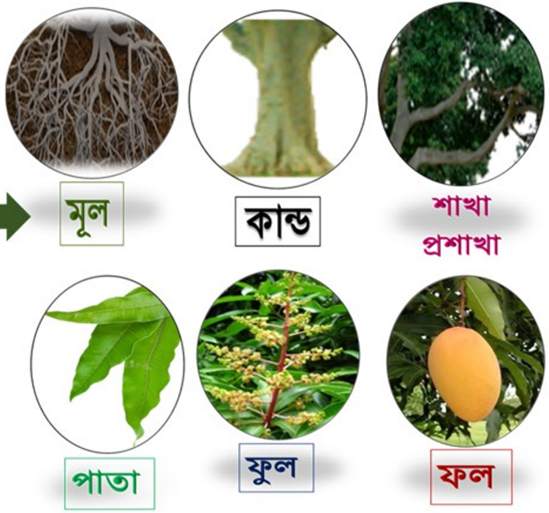 মূল
কান্ড
শাখা
প্রশাখা
পাতা
ফুল
ফল